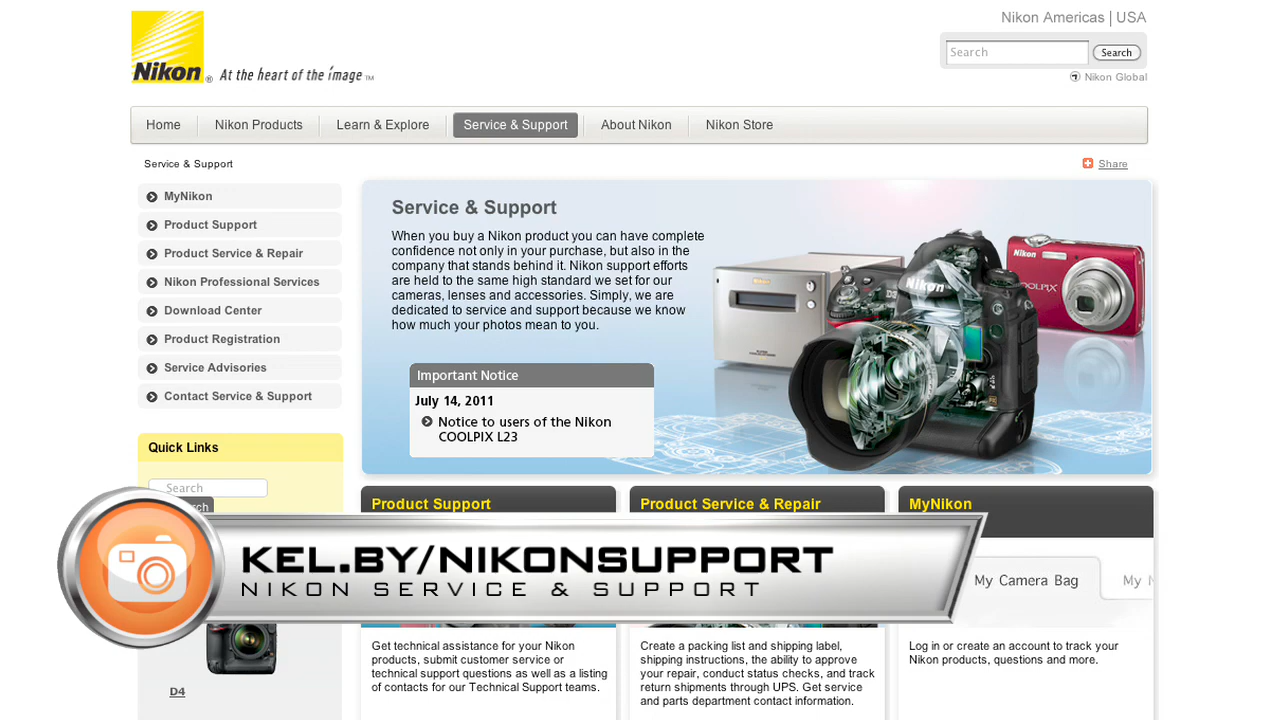 Nikon Americas | USA
Nikon
® At the heart of the image™
Search
Search
Nikon Global
Home
Nikon Products
Learn & Explore
Service & Support
About Nikon
Nikon Store
Service & Support
Share
MyNikon
Product Support
Product Service & Repair
Nikon Professional Services
Download Center
Product Registration
Service Advisories
Contact Service & Support
Quick Links
Search
Service & Support
When you buy a Nikon product you can have complete
confidence not only in your purchase, but also in the
company that stands behind it. Nikon support efforts
are held to the same high standard we set for our
cameras, lenses and accessories. Simply, we are
dedicated to service and support because we know
how much your photos mean to you.
Important Notice
July 14, 2011
Notice to users of the Nikon
COOLPIX L23
Nikon
Nikon
Product Support
Product Service & Repair
MyNikon
KEL.BY/NIKONSUPPORT
NIKON SERVICE & SUPPORT
My Camera Bag
My
D4
Get technical assistance for your Nikon
products, submit customer service or
technical support questions as well as a listing
of contacts for our Technical Support teams.
Create a packing list and shipping label,
shipping instructions, the ability to approve
your repair, conduct status checks, and track
return shipments through UPS. Get service
and parts department contact information.
Log in or create an account to track your
Nikon products, questions and more.